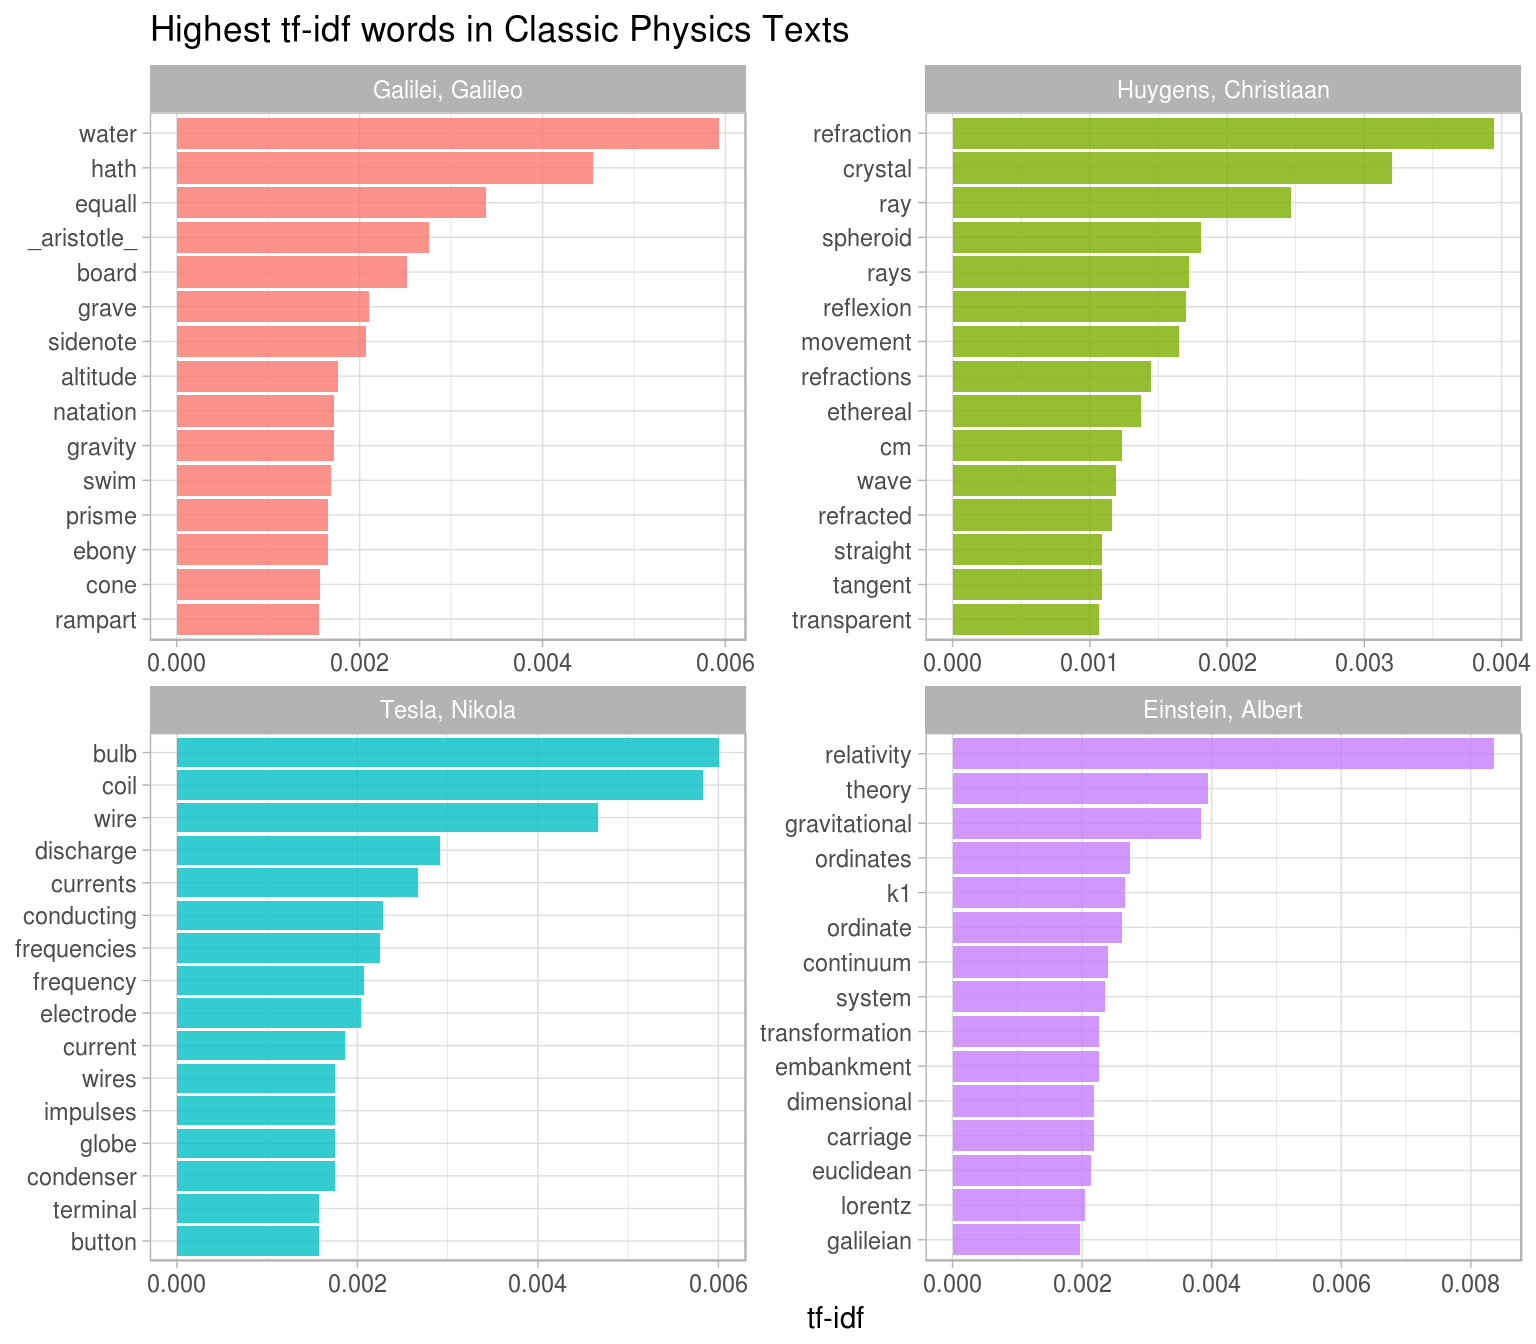 Highest tf-idf words in Classic Physics Texts
Galilei, Galileo
water
hath
equall
_aristotle_
board
grave
sidenote
altitude
natation
gravity
swim
prisme
ebony
cone
rampart
0.000 0.002 0.004 0.006
Huygens, Christiaan
refraction
crystal
ray
spheroid
rays
reflexion
movement
refractions
ethereal
cm
wave
refracted
straight
tangent
transparent
0.000 0.001 0.002 0.003 0.004
Tesla, Nikola
bulb
coil
wire
discharge
currents
conducting
frequencies
frequency
electrode
current
wires
impulses
globe
condenser
terminal
button
0.000 0.002 0.004 0.006
Einstein, Albert
relativity
theory
gravitational
ordinates
k1
ordinate
continuum
system
transformation
embankment
dimensional
carriage
euclidean
lorentz
galileian
0.000 0.002 0.004 0.006 0.008
tf-idf